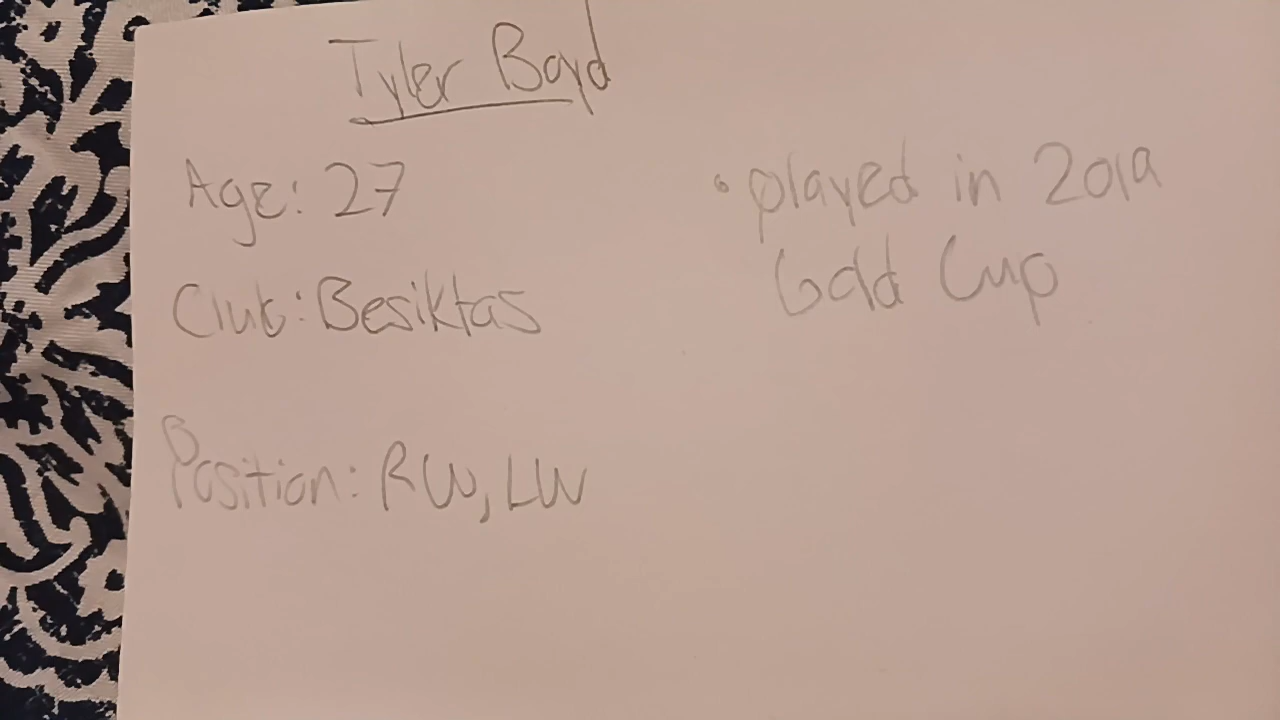 Tyler Boyd
Age: 27
Club: Besiktas
Position: RW, LW
• played in 2019
Gold Cup